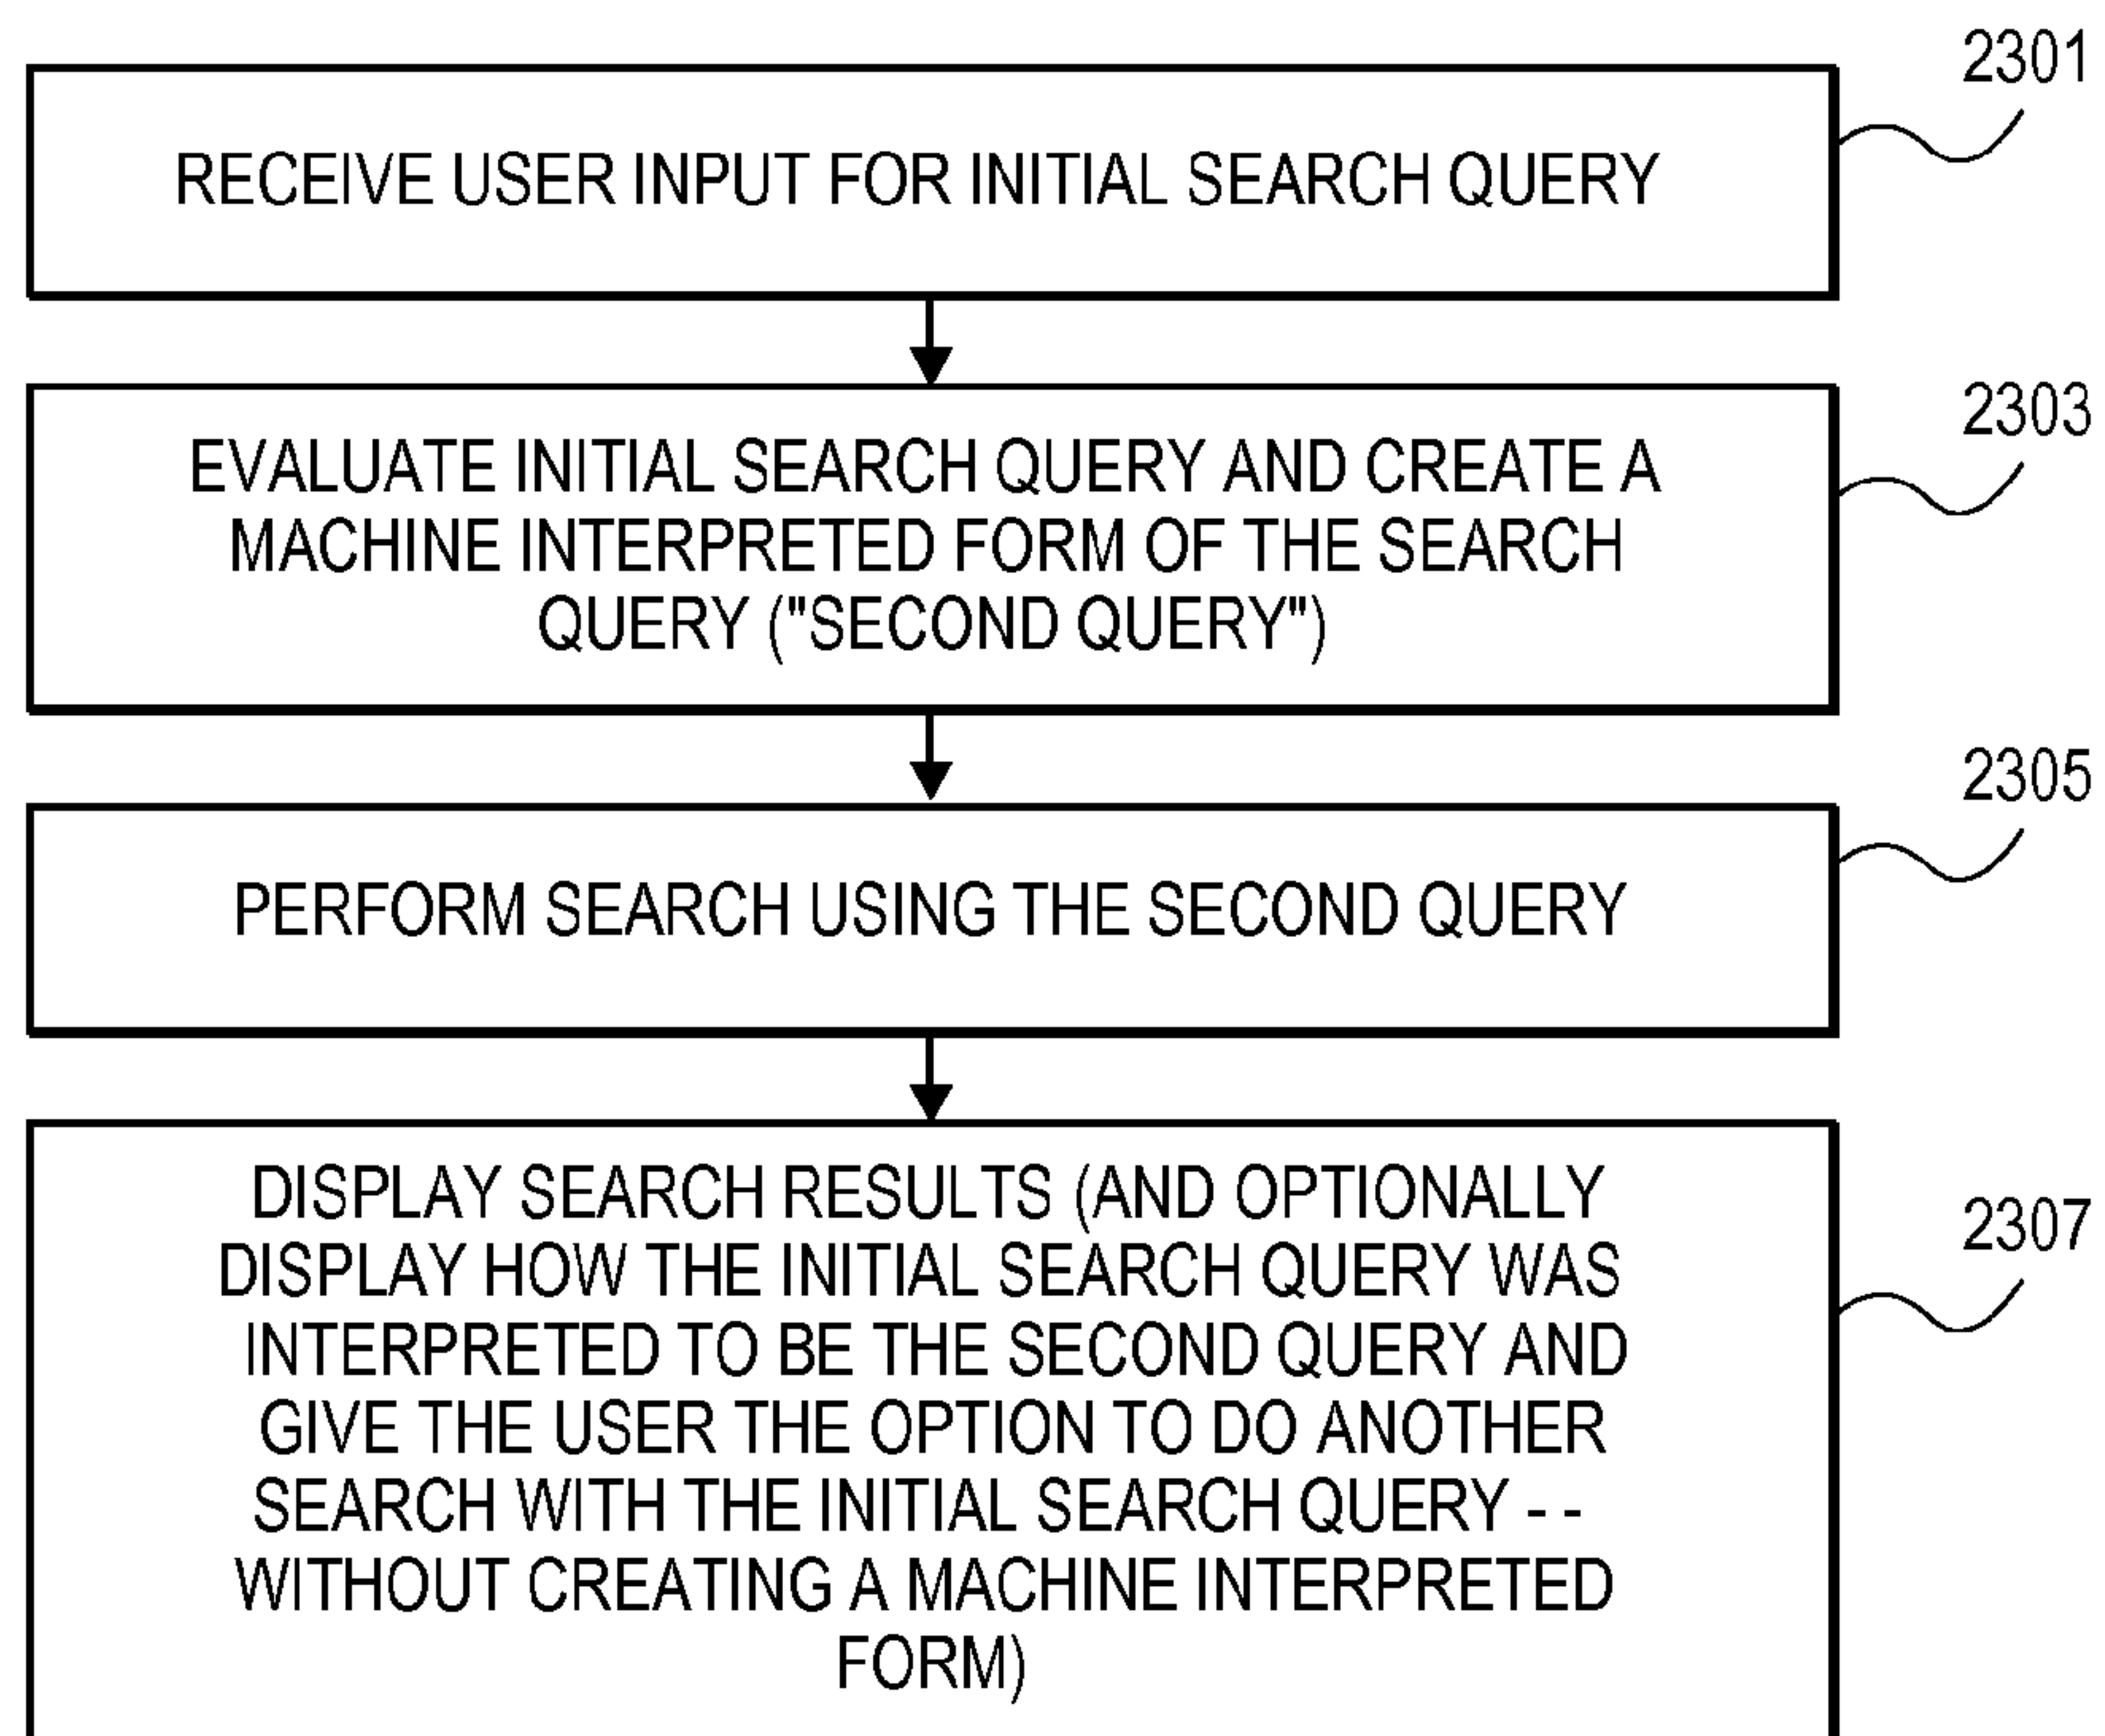 2301
RECEIVE USER INPUT FOR INITIAL SEARCH QUERY
2303
EVALUATE INITIAL SEARCH QUERY AND CREATE A
MACHINE INTERPRETED FORM OF THE SEARCH
QUERY ("SECOND QUERY")
2305
PERFORM SEARCH USING THE SECOND QUERY
2307
DISPLAY SEARCH RESULTS (AND OPTIONALLY
DISPLAY HOW THE INITIAL SEARCH QUERY WAS
INTERPRETED TO BE THE SECOND QUERY AND
GIVE THE USER THE OPTION TO DO ANOTHER
SEARCH WITH THE INITIAL SEARCH QUERY - -
WITHOUT CREATING A MACHINE INTERPRETED
FORM)